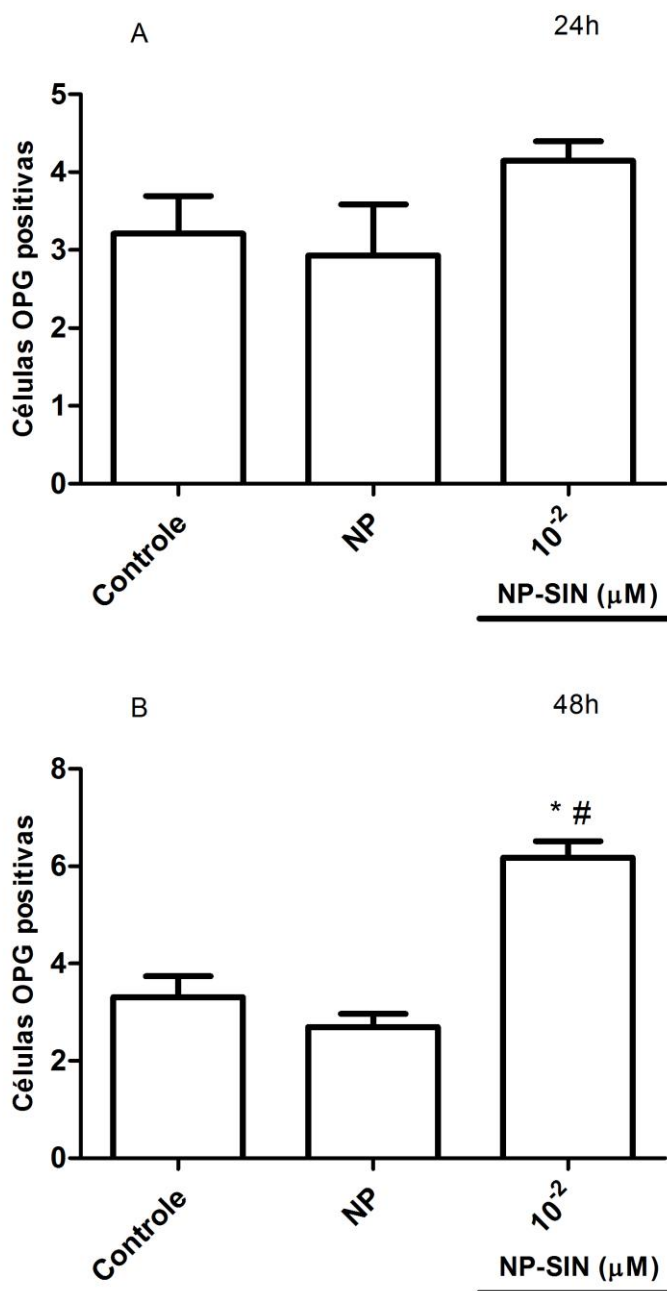 A
24h
Células OPG positivas
5
4
3
2
1
0
Controle
NP
10⁻²
NP-SIN (μM)
B
48h
Células OPG positivas
8
6
4
2
0
* #
Controle
NP
10⁻²
NP-SIN (μM)